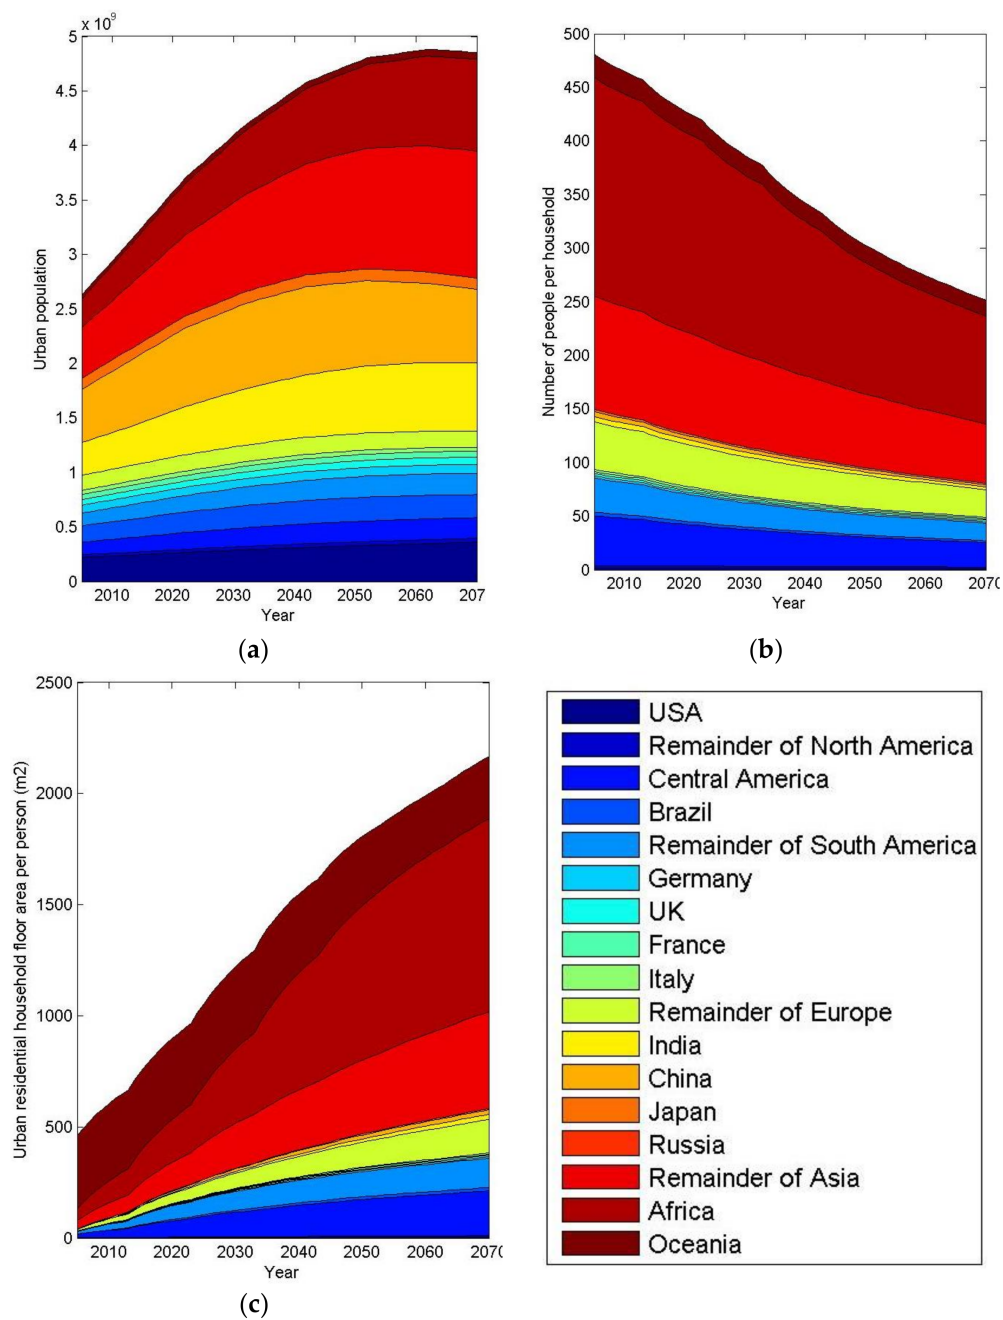 x 10⁹
5
4.5
4
3.5
3
2.5
2
1.5
1
0.5
0
Urban population
2010 2020 2030 2040 2050 2060 207
Year
(a)
500
450
400
350
300
250
200
150
100
50
0
Number of people per household
2010 2020 2030 2040 2050 2060 2070
Year
(b)
2500
2000
1500
1000
500
0
Urban residential household floor area per person (m2)
2010 2020 2030 2040 2050 2060 2070
Year
(c)
USA
Remainder of North America
Central America
Brazil
Remainder of South America
Germany
UK
France
Italy
Remainder of Europe
India
China
Japan
Russia
Remainder of Asia
Africa
Oceania